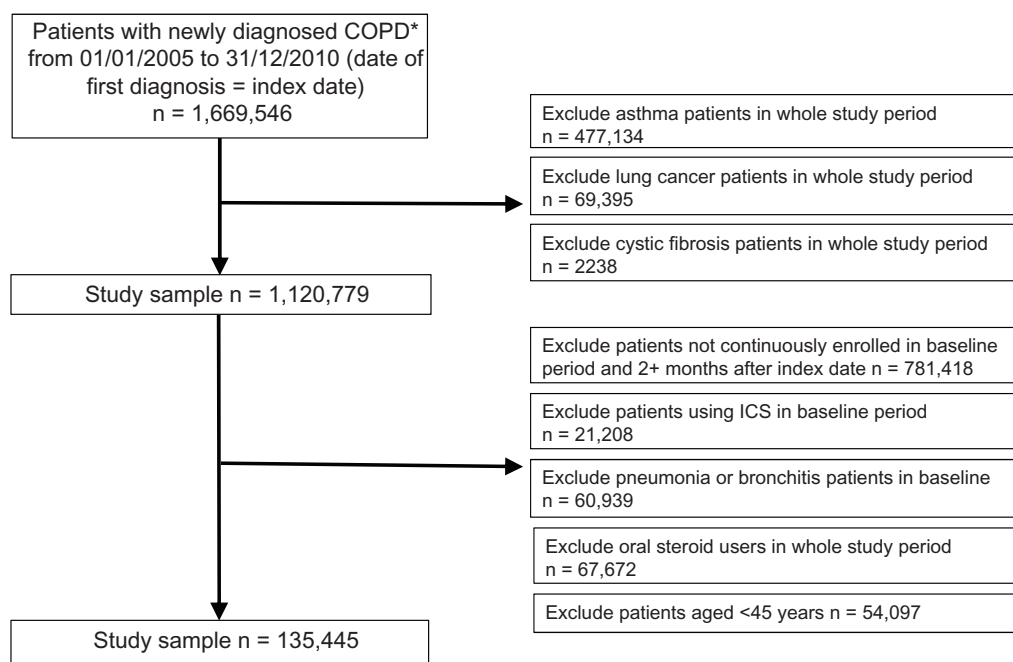 Patients with newly diagnosed COPD*
from 01/01/2005 to 31/12/2010 (date of
first diagnosis = index date)
n = 1,669,546
Exclude asthma patients in whole study period
n = 477,134
Exclude lung cancer patients in whole study period
n = 69,395
Exclude cystic fibrosis patients in whole study period
n = 2238
Study sample n = 1,120,779
Exclude patients not continuously enrolled in baseline
period and 2+ months after index date n = 781,418
Exclude patients using ICS in baseline period
n = 21,208
Exclude pneumonia or bronchitis patients in baseline
n = 60,939
Exclude oral steroid users in whole study period
n = 67,672
Exclude patients aged <45 years n = 54,097
Study sample n = 135,445